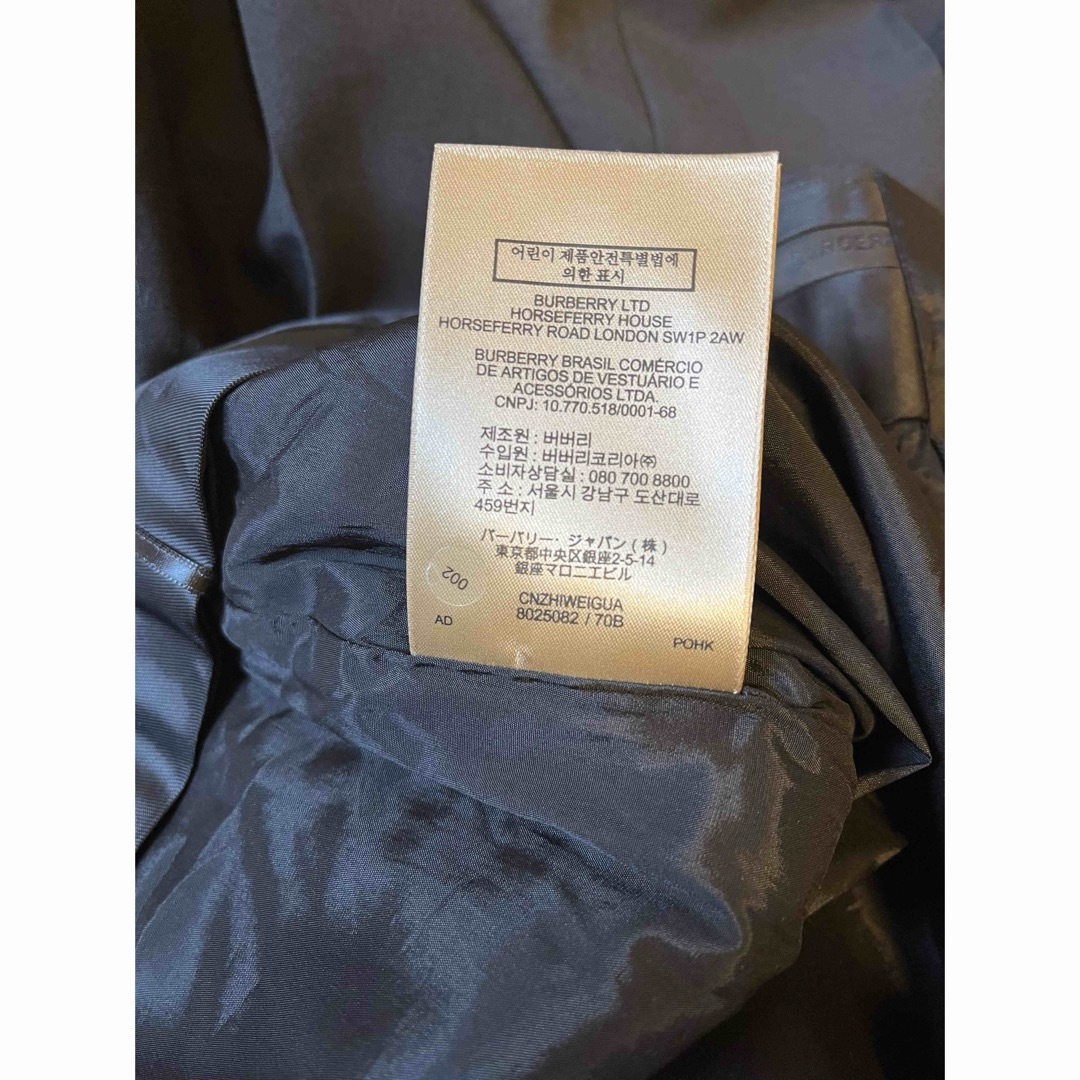 어린이 제품안전특별법에
의한 표시
BURBERRY LTD
HORSEFERRY HOUSE
HORSEFERRY ROAD LONDON SW1P 2AW
BURBERRY BRASIL COMÉRCIO
DE ARTIGOS DE VESTUÁRIO E
ACESSÓRIOS LTDA.
CNPJ: 10.770.518/0001-68
제조원 : 버버리
수입원 : 버버리코리아㈜
소비자상담실 : 080 700 8800
주 소 : 서울시 강남구 도산대로
459번지
バーバリー・ジャパン(株)
東京都中央区銀座2-5-14
銀座マロニエビル
002
CNZHIWEIGUA
8025082 / 70B
AD
POHK